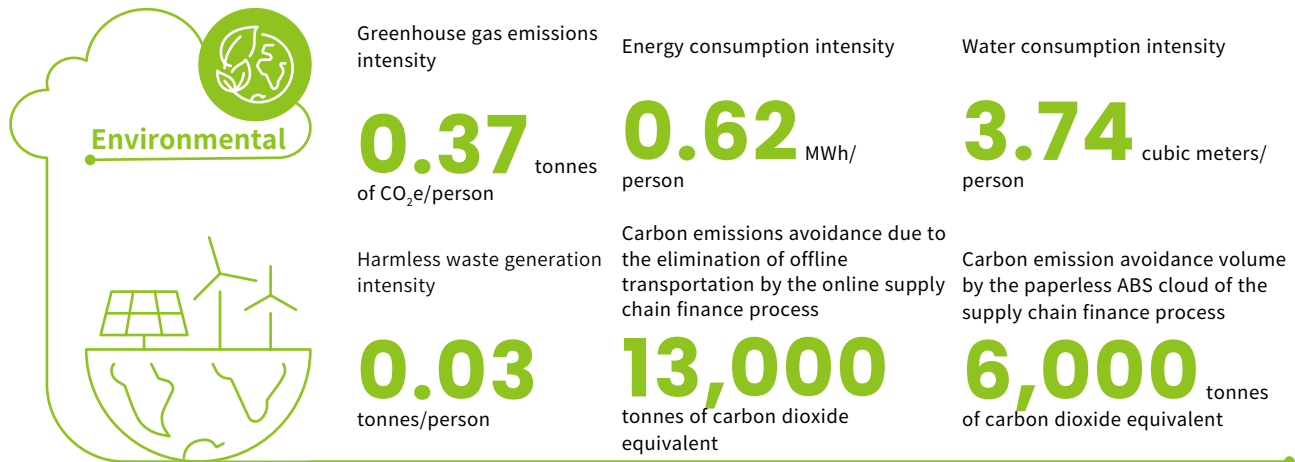 Environmental
Greenhouse gas emissions
intensity
0.37 tonnes
of CO₂e/person
Energy consumption intensity
0.62 MWh/
person
Water consumption intensity
3.74 cubic meters/
person
Harmless waste generation
intensity
0.03
tonnes/person
Carbon emissions avoidance due to
the elimination of offline
transportation by the online supply
chain finance process
13,000
tonnes of carbon dioxide
equivalent
Carbon emission avoidance volume
by the paperless ABS cloud of the
supply chain finance process
6,000 tonnes
of carbon dioxide equivalent